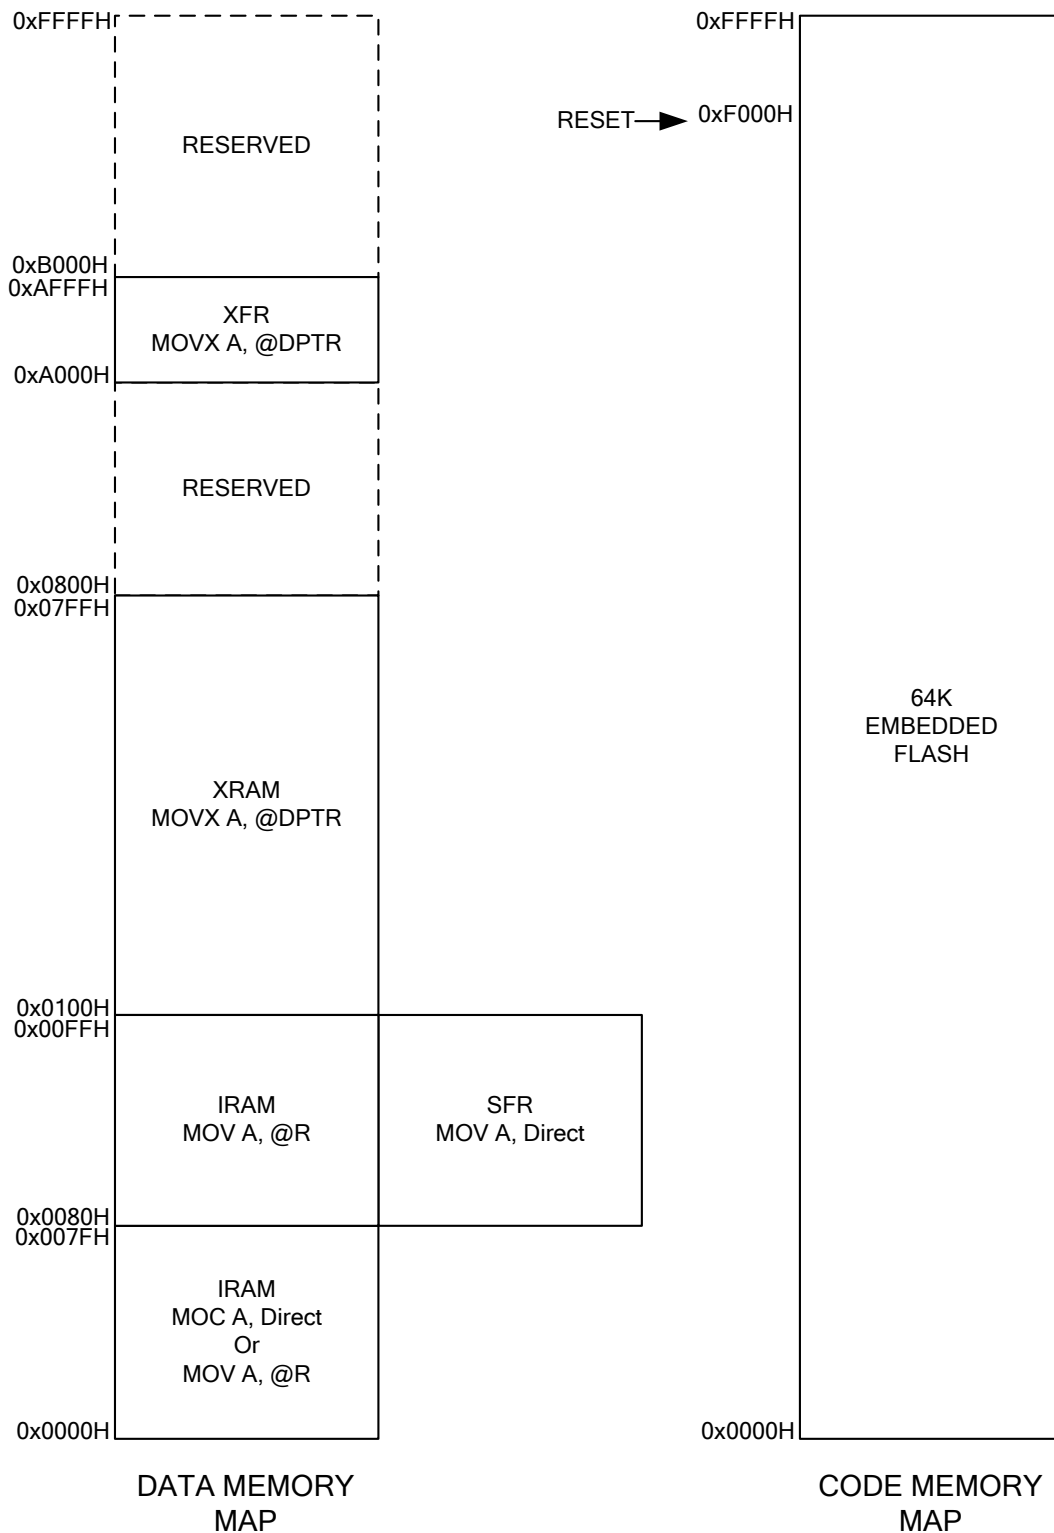 0xFFFFH
RESERVED
0xB000H
0xAFFFH
XFR
MOVX A, @DPTR
0xA000H
RESERVED
0x0800H
0x07FFH
XRAM
MOVX A, @DPTR
0x0100H
0x00FFH
IRAM
MOV A, @R
SFR
MOV A, Direct
0x0080H
0x007FH
IRAM
MOC A, Direct
Or
MOV A, @R
0x0000H
DATA MEMORY
MAP
0xFFFFH
RESET
0xF000H
64K
EMBEDDED
FLASH
0x0000H
CODE MEMORY
MAP